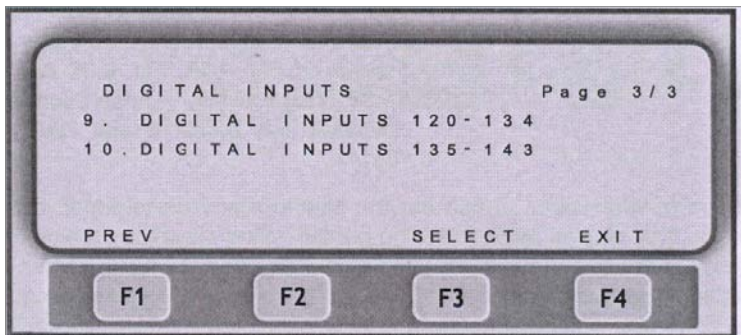 DIGITAL INPUTS Page 3/3
9. DIGITAL INPUTS 120-134
10. DIGITAL INPUTS 135-143
PREV SELECT EXIT
F1 F2 F3 F4